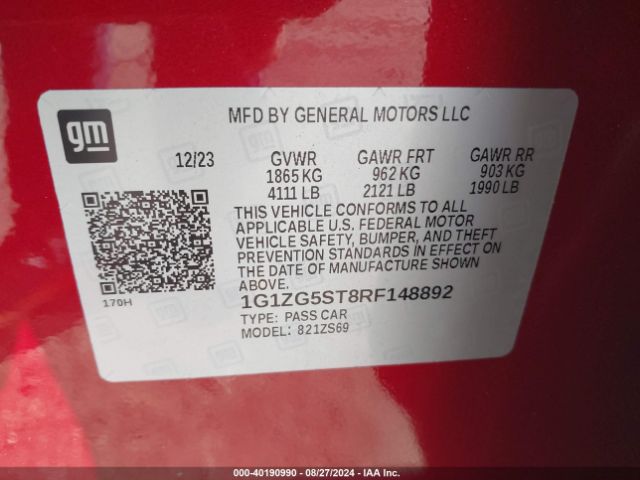 gm
MFD BY GENERAL MOTORS LLC
12/23 GVWR GAWR FRT GAWR RR
1865 KG 962 KG 903 KG
4111 LB 2121 LB 1990 LB
THIS VEHICLE CONFORMS TO ALL
APPLICABLE U.S. FEDERAL MOTOR
VEHICLE SAFETY, BUMPER, AND THEFT
PREVENTION STANDARDS IN EFFECT ON
THE DATE OF MANUFACTURE SHOWN
ABOVE.
170H
1G1ZG5ST8RF148892
TYPE: PASS CAR
MODEL: 821ZS69
000-40190990 - 08/27/2024 - IAA Inc.